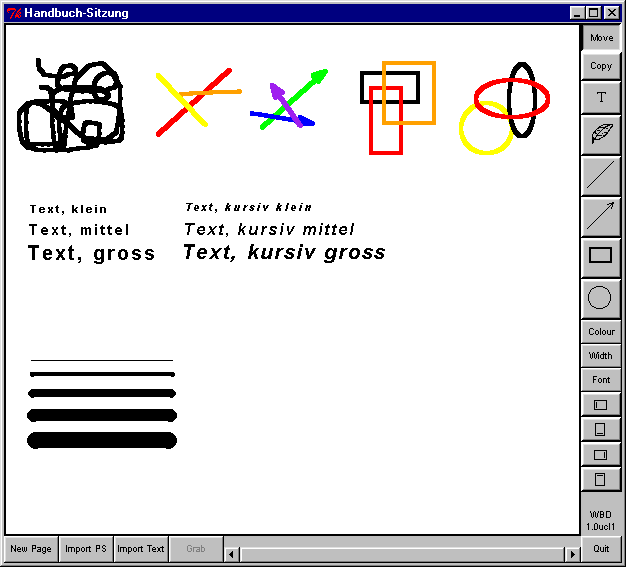 Handbuch-Sitzung
Move
Copy
T
Text, klein
Text, kursiv klein
Text, mittel
Text, kursiv mittel
Text, gross
Text, kursiv gross
Colour
Width
Font
WBD
1.0ucl1
New Page
Import PS
Import Text
Grab
Quit